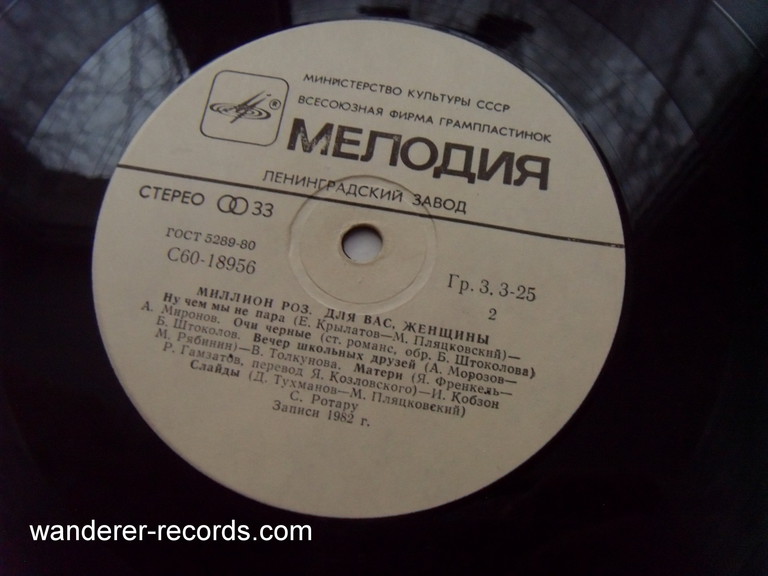 МИНИСТЕРСТВО КУЛЬТУРЫ СССР
ВСЕСОЮЗНАЯ ФИРМА ГРАМПЛАСТИНОК
®
МЕЛОДИЯ
ЛЕНИНГРАДСКИЙ ЗАВОД
СТЕРЕО 33
ГОСТ 5289-80
С60-18956
Гр. 3. 3-25
2
МИЛЛИОН РОЗ. ДЛЯ ВАС, ЖЕНЩИНЫ
Ну чем мы не пара (Е. Крылатов—М. Пляцковский)—
А. Миронов. Очи черные (ст. романс, обр. Б. Штоколова)
Б. Штоколов. Вечер школьных друзей (А. Морозов—
М. Рябинин)—В. Толкунова. Матери (Я. Френкель—
Р. Гамзатов, перевод Я. Козловского)—И. Кобзон
Слайды (Д. Тухманов—М. Пляцковский)
С. Ротару
Записи 1982 г.
wanderer-records.com